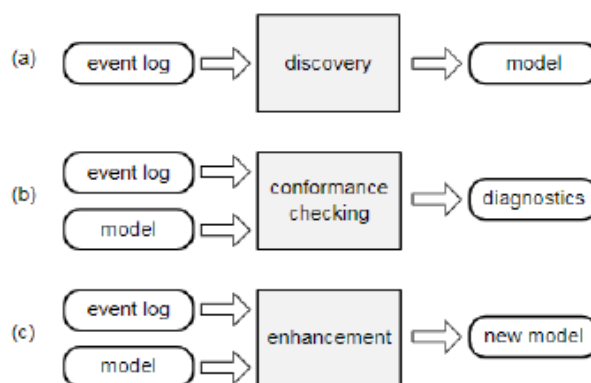 (a) event log discovery model
event log
(b) conformance checking diagnostics
model
event log
(c) enhancement new model
model